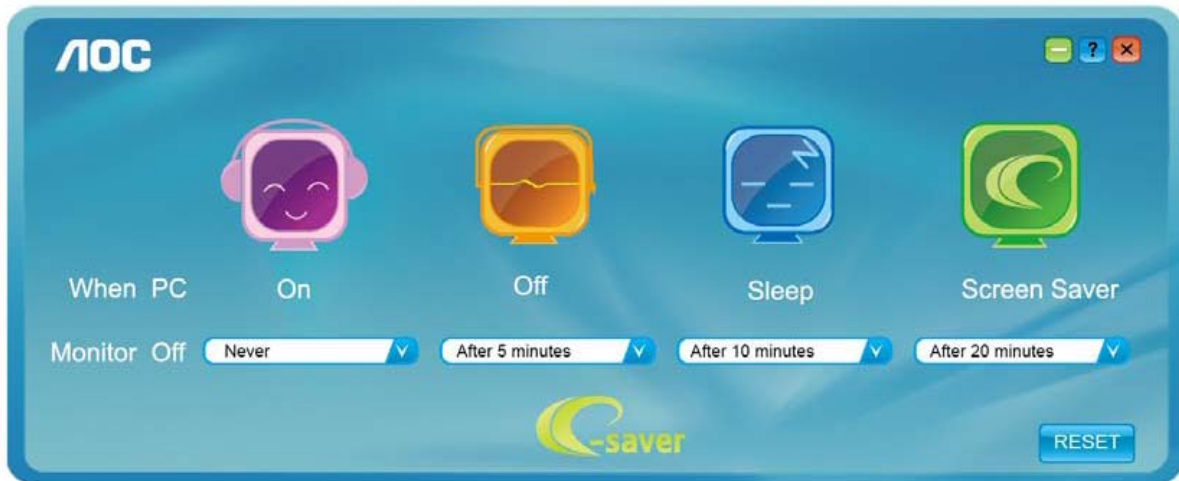 AOC
?
When PC On Off Sleep Screen Saver
Monitor Off Never After 5 minutes After 10 minutes After 20 minutes
e-saver
RESET